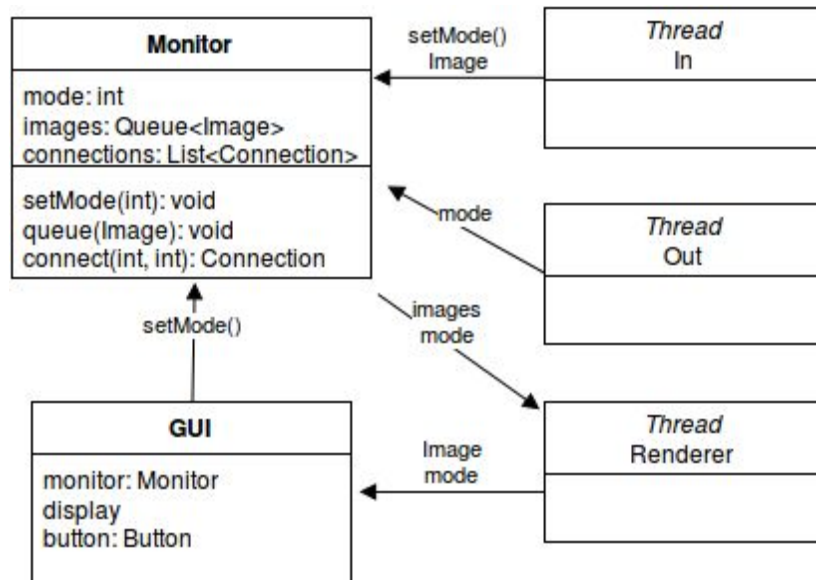 Monitor
mode: int
images: Queue<Image>
connections: List<Connection>
setMode(int): void
queue(Image): void
connect(int, int): Connection
setMode()
Image
Thread
In
mode
Thread
Out
images
mode
setMode()
GUI
monitor: Monitor
display
button: Button
Image
mode
Thread
Renderer